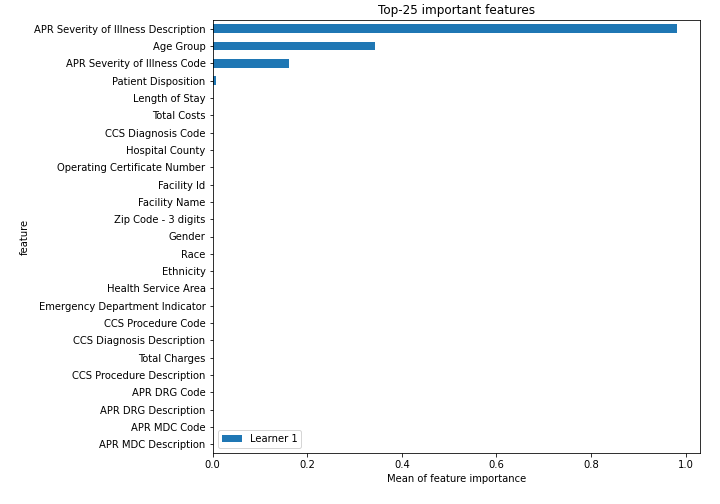 Top-25 important features
APR Severity of Illness Description
Age Group
APR Severity of Illness Code
Patient Disposition
Length of Stay
Total Costs
CCS Diagnosis Code
Hospital County
Operating Certificate Number
Facility Id
Facility Name
Zip Code - 3 digits
Gender
Race
Ethnicity
Health Service Area
Emergency Department Indicator
CCS Procedure Code
CCS Diagnosis Description
Total Charges
CCS Procedure Description
APR DRG Code
APR DRG Description
APR MDC Code
APR MDC Description
feature
Learner 1
0.0 0.2 0.4 0.6 0.8 1.0
Mean of feature importance